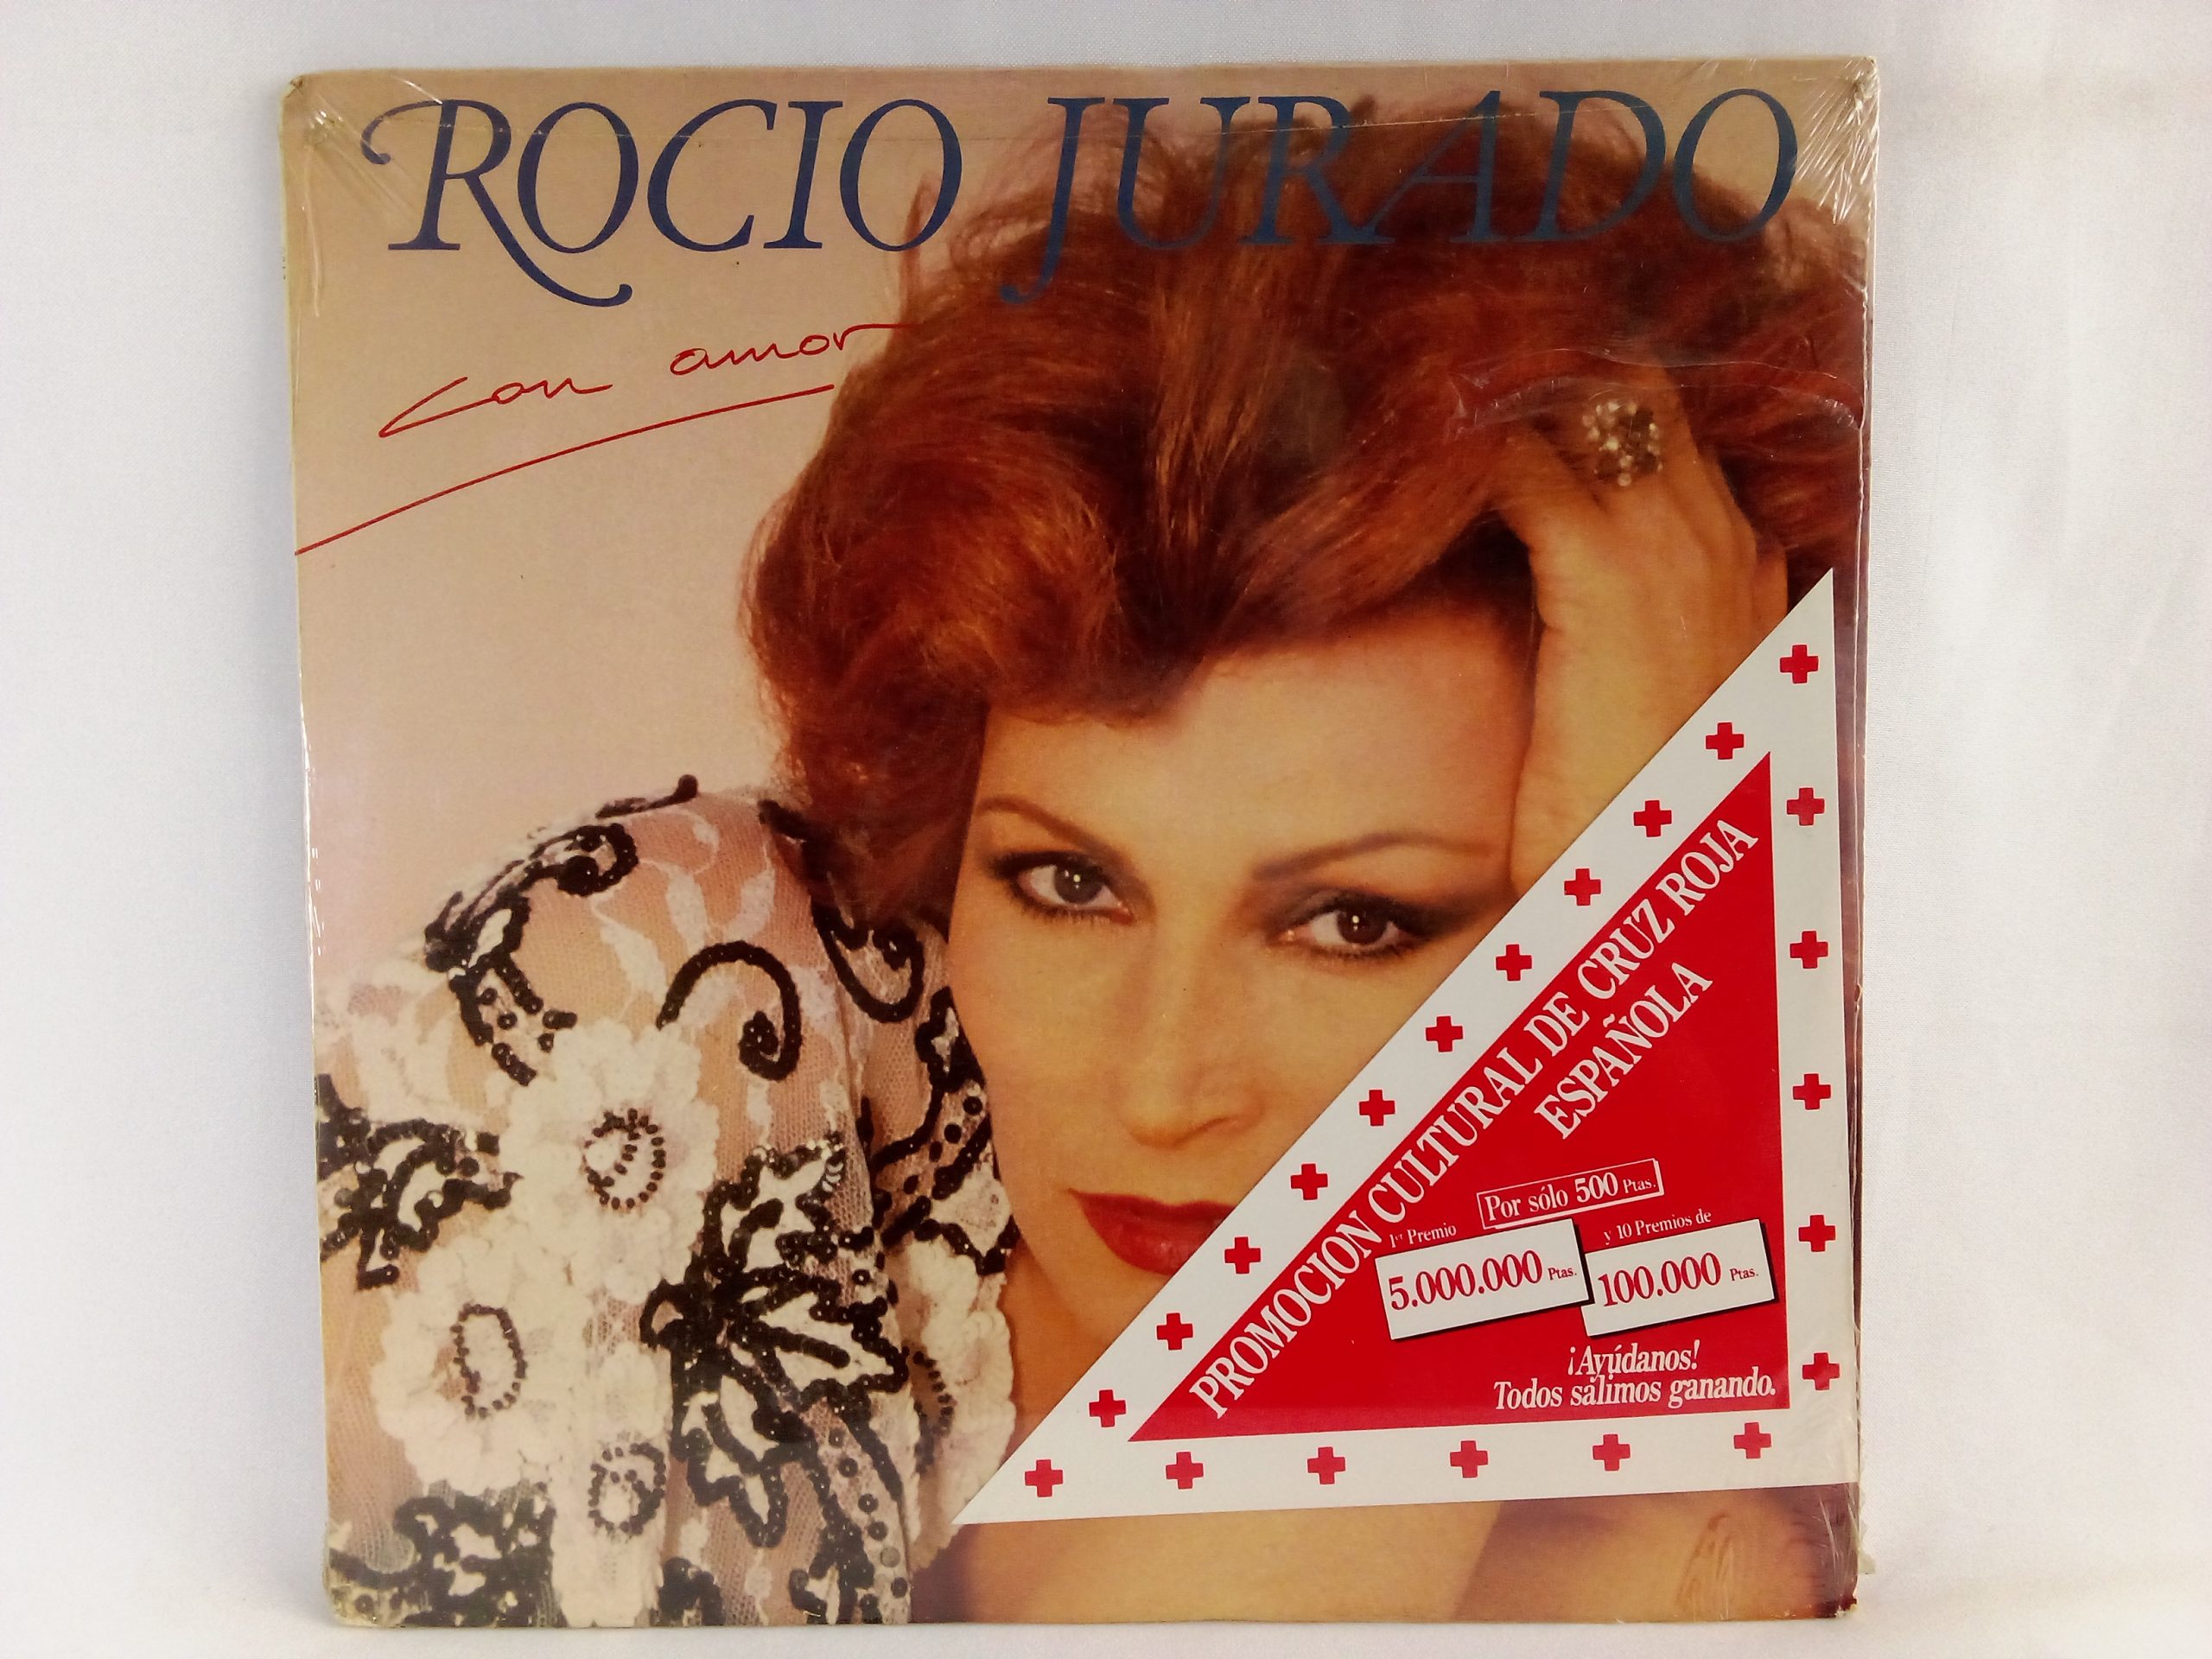 ROCIO JURADO
con amor
PROMOCION CULTURAL DE CRUZ ROJA
ESPAÑOLA
Por sólo 500 Ptas.
1er Premio
5.000.000 Ptas.
y 10 Premios de
100.000 Ptas.
¡Ayúdanos!
Todos salimos ganando.